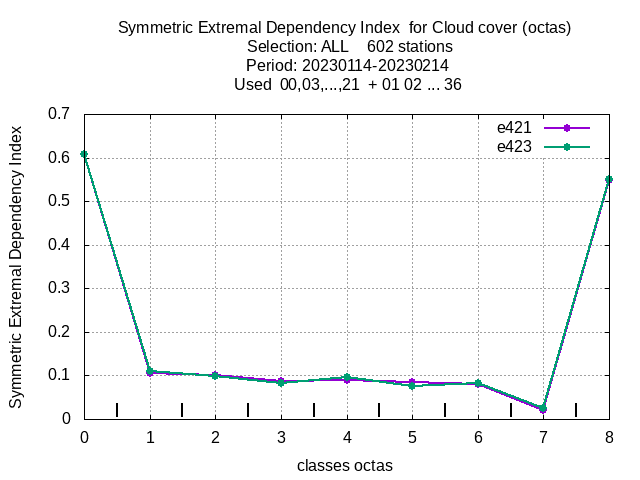 Symmetric Extremal Dependency Index  for Cloud cover (octas)
Selection: ALL    602 stations
Period: 20230114-20230214
Used  00,03,...,21  + 01 02 ... 36
e421
e423
Symmetric Extremal Dependency Index
0.7
0.6
0.5
0.4
0.3
0.2
0.1
0
0 1 2 3 4 5 6 7 8
classes octas